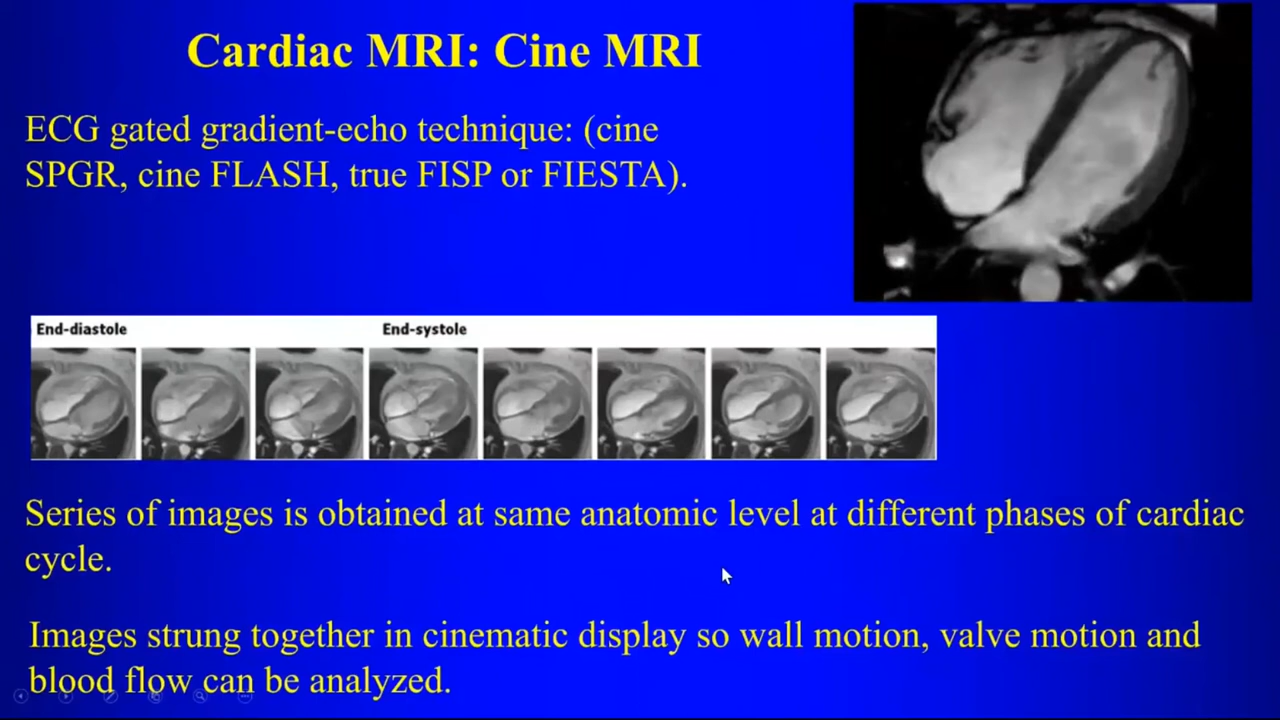 Cardiac MRI: Cine MRI
ECG gated gradient-echo technique: (cine
SPGR, cine FLASH, true FISP or FIESTA).
End-diastole
End-systole
Series of images is obtained at same anatomic level at different phases of cardiac
cycle.
Images strung together in cinematic display so wall motion, valve motion and
blood flow can be analyzed.